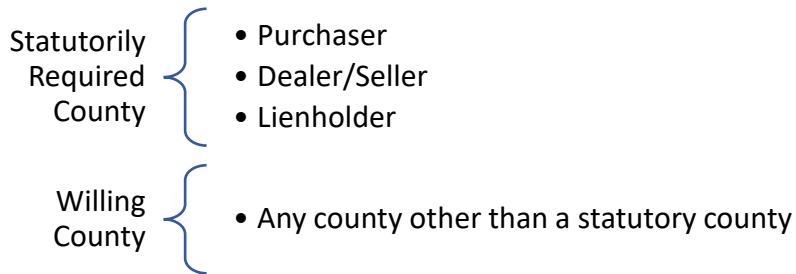 Statutorily
Required
County
• Purchaser
• Dealer/Seller
• Lienholder
Willing
County
• Any county other than a statutory county